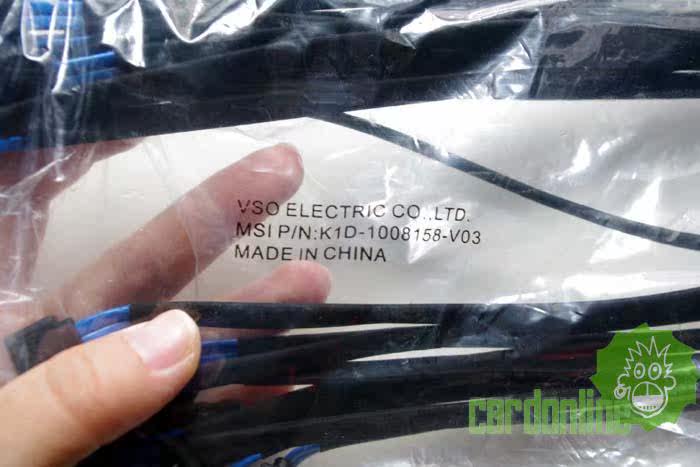 VSO ELECTRIC CO.,LTD.
MSI P/N:K1D-1008158-V03
MADE IN CHINA
cardonline